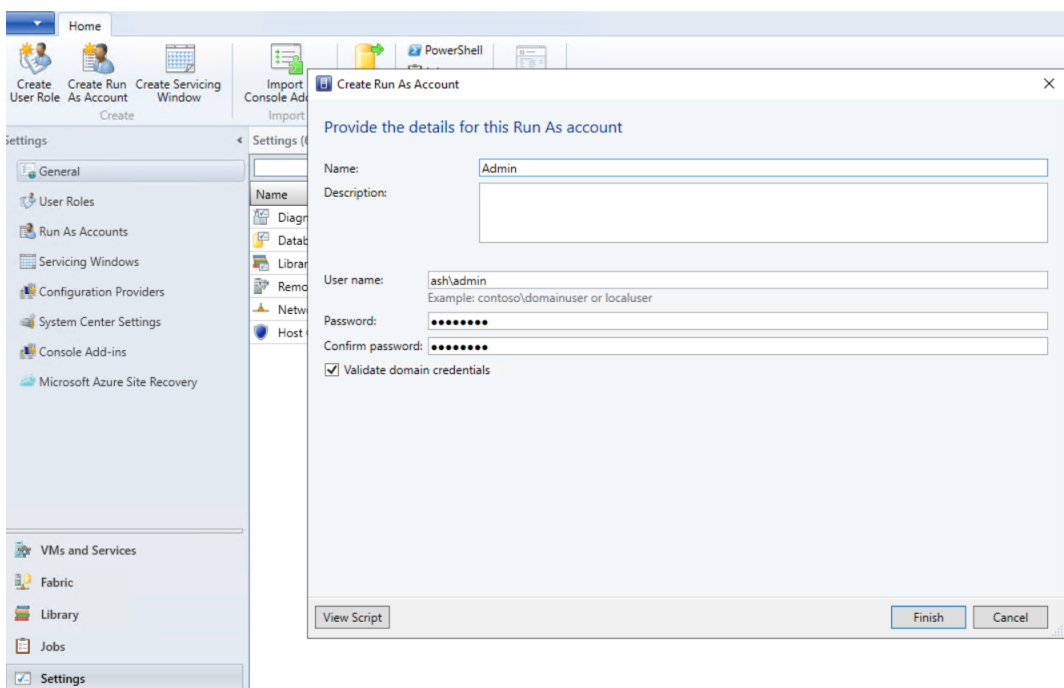 Home
PowerShell
Create User Role
Create Run As Account
Create Servicing Window
Import Console Ad
Create
Import
Settings
Settings (
General
User Roles
Run As Accounts
Servicing Windows
Configuration Providers
System Center Settings
Console Add-ins
Microsoft Azure Site Recovery
Name
Diagn
Datab
Librar
Remo
Netwo
Host
Create Run As Account
Provide the details for this Run As account
Name:
Admin
Description:
User name:
ash\admin
Example: contoso\domainuser or localuser
Password:
●●●●●●●●
Confirm password:
●●●●●●●●
Validate domain credentials
View Script
Finish
Cancel
VMs and Services
Fabric
Library
Jobs
Settings